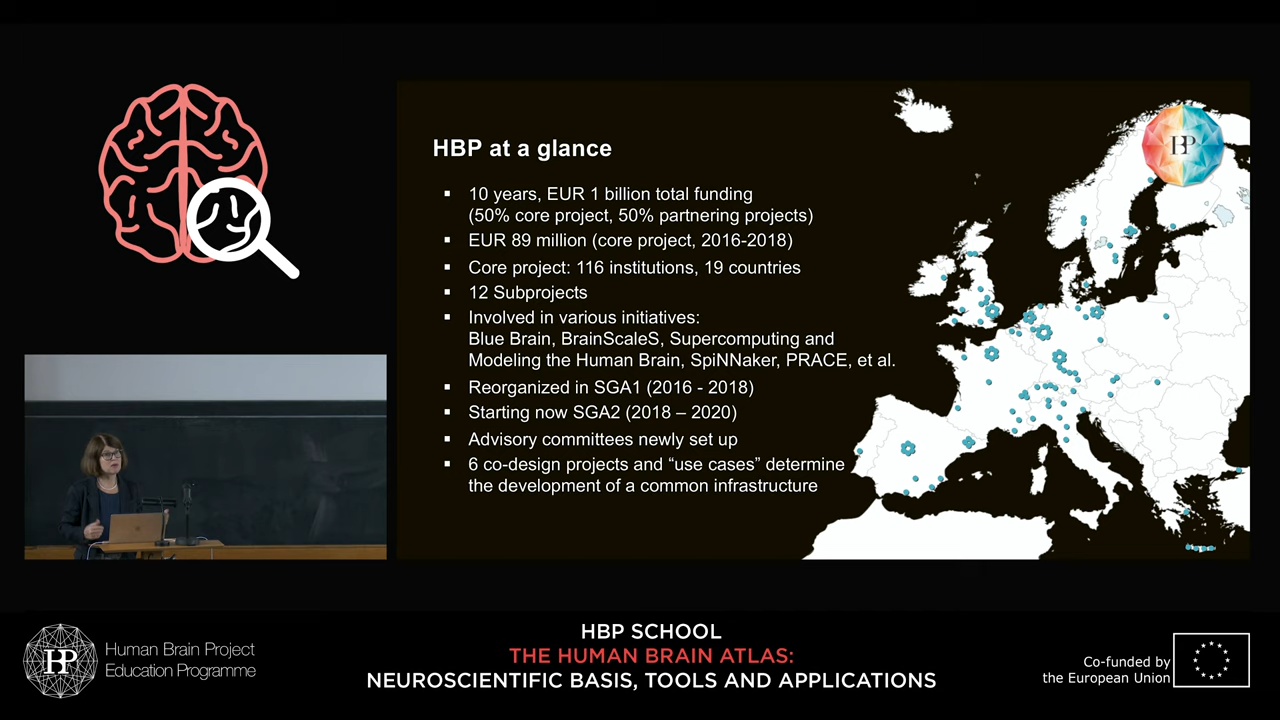 HBP at a glance
HBP
▪ 10 years, EUR 1 billion total funding
(50% core project, 50% partnering projects)
▪ EUR 89 million (core project, 2016-2018)
▪ Core project: 116 institutions, 19 countries
▪ 12 Subprojects
▪ Involved in various initiatives:
Blue Brain, BrainScaleS, Supercomputing and
Modeling the Human Brain, SpiNNaker, PRACE, et al.
▪ Reorganized in SGA1 (2016 - 2018)
▪ Starting now SGA2 (2018 – 2020)
▪ Advisory committees newly set up
▪ 6 co-design projects and “use cases” determine
the development of a common infrastructure
HBP
Human Brain Project
Education Programme
HBP SCHOOL
THE HUMAN BRAIN ATLAS:
NEUROSCIENTIFIC BASIS, TOOLS AND APPLICATIONS
Co-funded by
the European Union